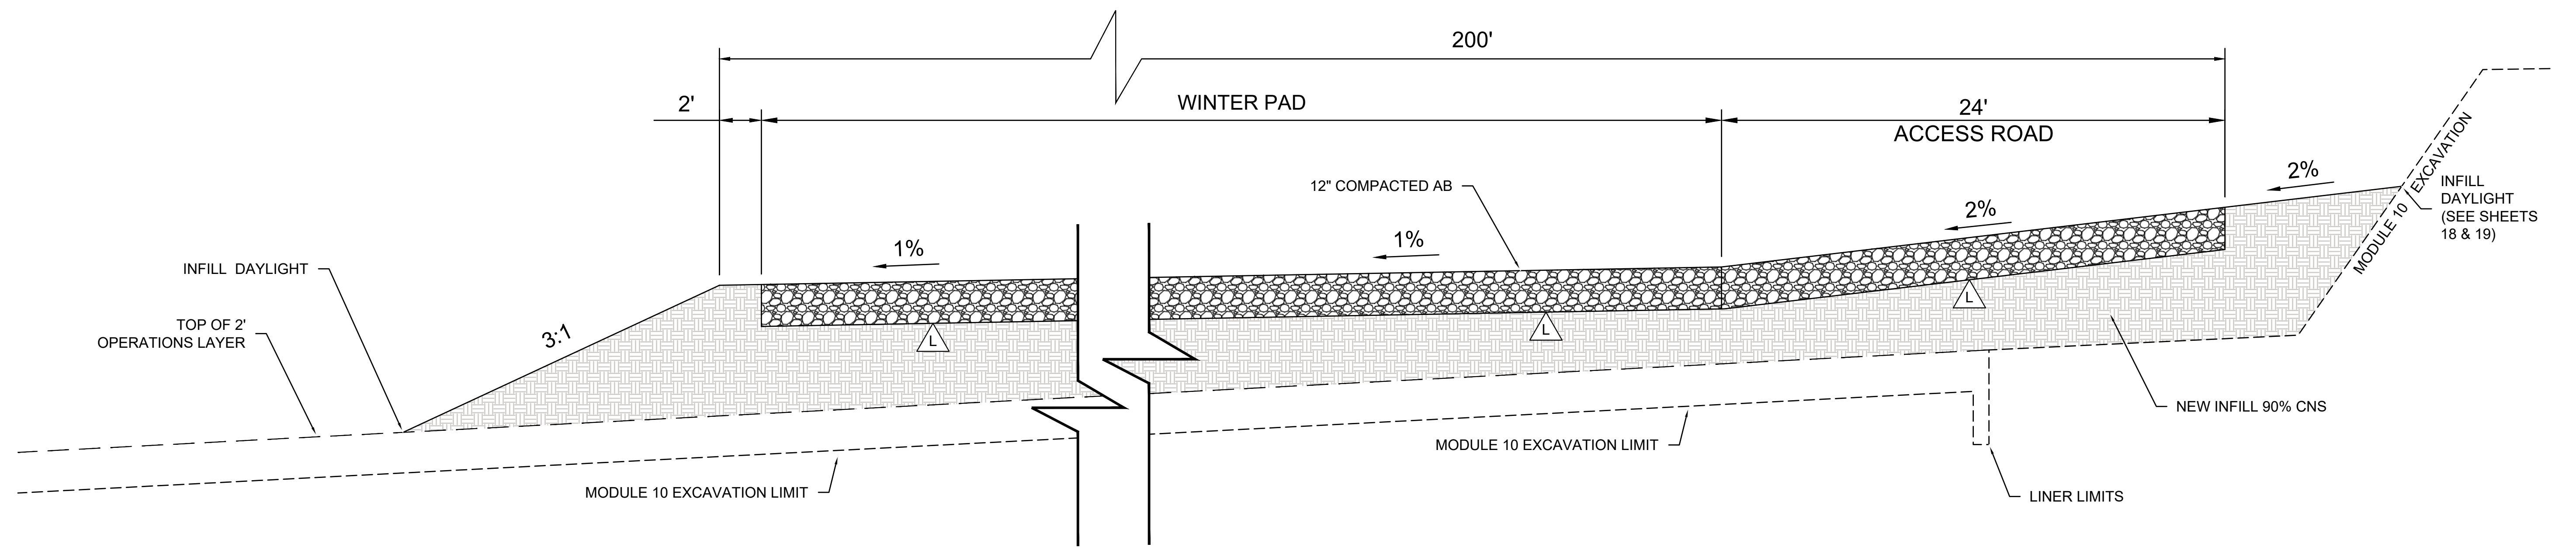 200'
2'
WINTER PAD
24'
ACCESS ROAD
12" COMPACTED AB
2%
MODULE 10 EXCAVATION
INFILL
DAYLIGHT
(SEE SHEETS
18 & 19)
2%
1%
1%
INFILL DAYLIGHT
TOP OF 2'
OPERATIONS LAYER
3:1
L
L
L
NEW INFILL 90% CNS
MODULE 10 EXCAVATION LIMIT
MODULE 10 EXCAVATION LIMIT
LINER LIMITS